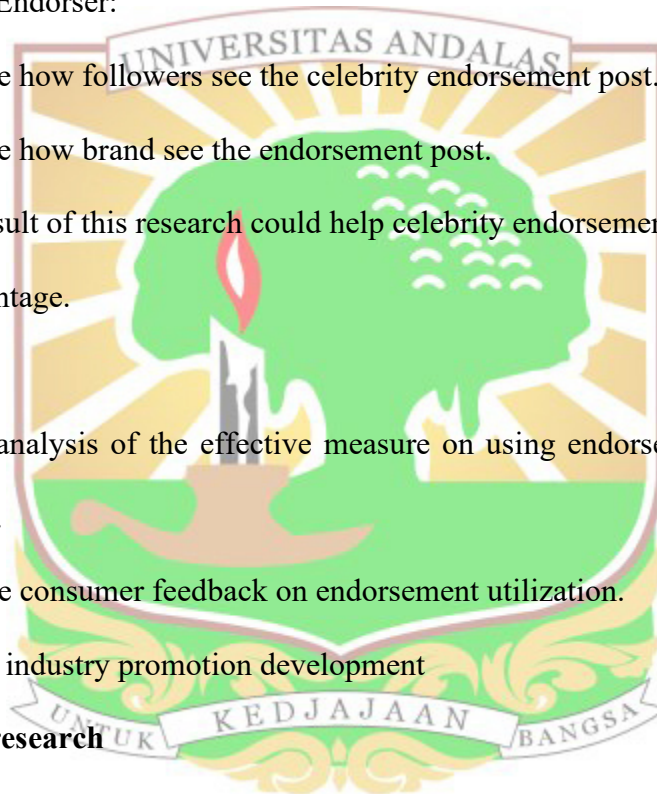 Endorser:
UNIVERSITAS ANDALAS
e how followers see the celebrity endorsement post.
e how brand see the endorsement post.
sult of this research could help celebrity endorsemen
ntage.
analysis of the effective measure on using endorse
e consumer feedback on endorsement utilization.
industry promotion development
UNTUK KEDJAJAAN BANGSA
research